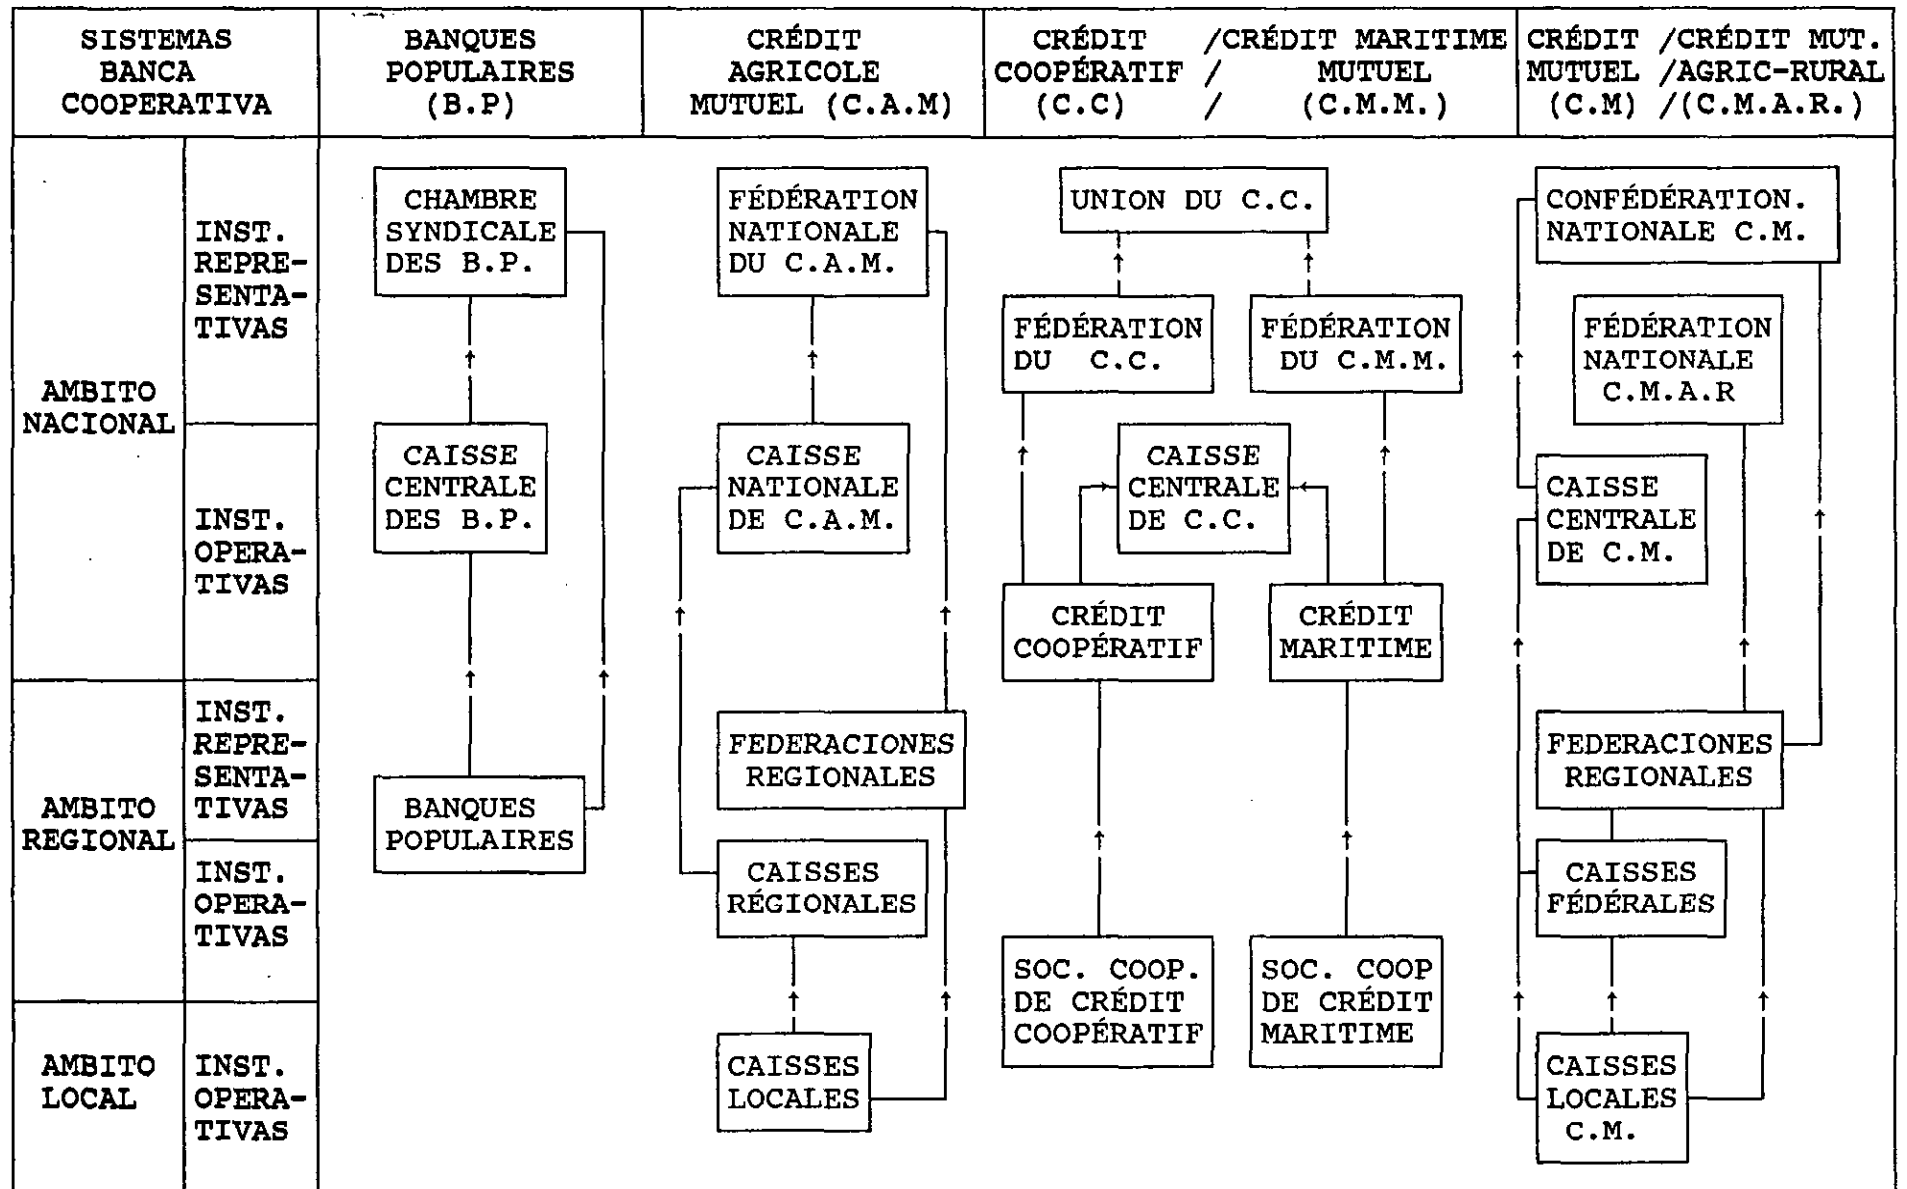 SISTEMAS
BANCA
COOPERATIVA
BANQUES
POPULAIRES
(B.P)
CRÉDIT
AGRICOLE
MUTUEL (C.A.M)
CRÉDIT /CRÉDIT MARITIME
COOPÉRATIF / MUTUEL
(C.C) / (C.M.M.)
CRÉDIT /CRÉDIT MUT.
MUTUEL /AGRIC-RURAL
(C.M) /(C.M.A.R.)
AMBITO
NACIONAL
INST.
REPRE-
SENTA-
TIVAS
CHAMBRE
SYNDICALE
DES B.P.
FÉDÉRATION
NATIONALE
DU C.A.M.
UNION DU C.C.
FÉDÉRATION
DU C.C.
FÉDÉRATION
DU C.M.M.
CONFÉDÉRATION.
NATIONALE C.M.
FÉDÉRATION
NATIONALE
C.M.A.R
INST.
OPERA-
TIVAS
CAISSE
CENTRALE
DES B.P.
CAISSE
NATIONALE
DE C.A.M.
CAISSE
CENTRALE
DE C.C.
CRÉDIT
COOPÉRATIF
CRÉDIT
MARITIME
CAISSE
CENTRALE
DE C.M.
AMBITO
REGIONAL
INST.
REPRE-
SENTA-
TIVAS
BANQUES
POPULAIRES
FEDERACIONES
REGIONALES
FEDERACIONES
REGIONALES
INST.
OPERA-
TIVAS
CAISSES
RÉGIONALES
SOC. COOP.
DE CRÉDIT
COOPÉRATIF
SOC. COOP
DE CRÉDIT
MARITIME
CAISSES
FÉDÉRALES
AMBITO
LOCAL
INST.
OPERA-
TIVAS
CAISSES
LOCALES
CAISSES
LOCALES
C.M.